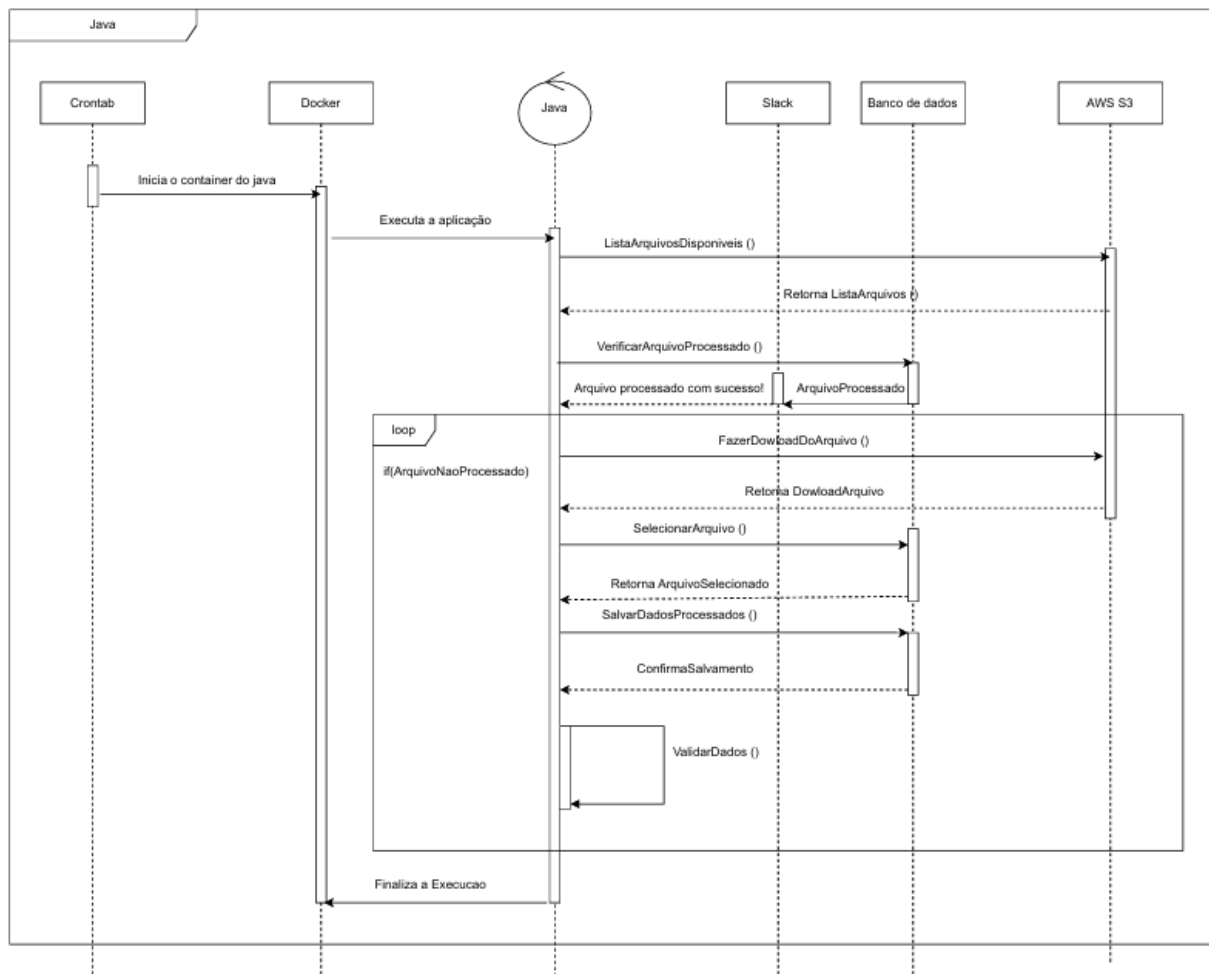 Java
Crontab
Docker
Java
Slack
Banco de dados
AWS S3
Inicia o container do java
Executa a aplicação
ListaArquivosDisponiveis ()
Retorna ListaArquivos ()
VerificarArquivoProcessado ()
Arquivo processado com sucesso!
ArquivoProcessado
loop
FazerDowloadDoArquivo ()
if(ArquivoNaoProcessado)
Retorna DowloadArquivo
SelecionarArquivo ()
Retorna ArquivoSelecionado
SalvarDadosProcessados ()
ConfirmaSalvamento
ValidarDados ()
Finaliza a Execucao